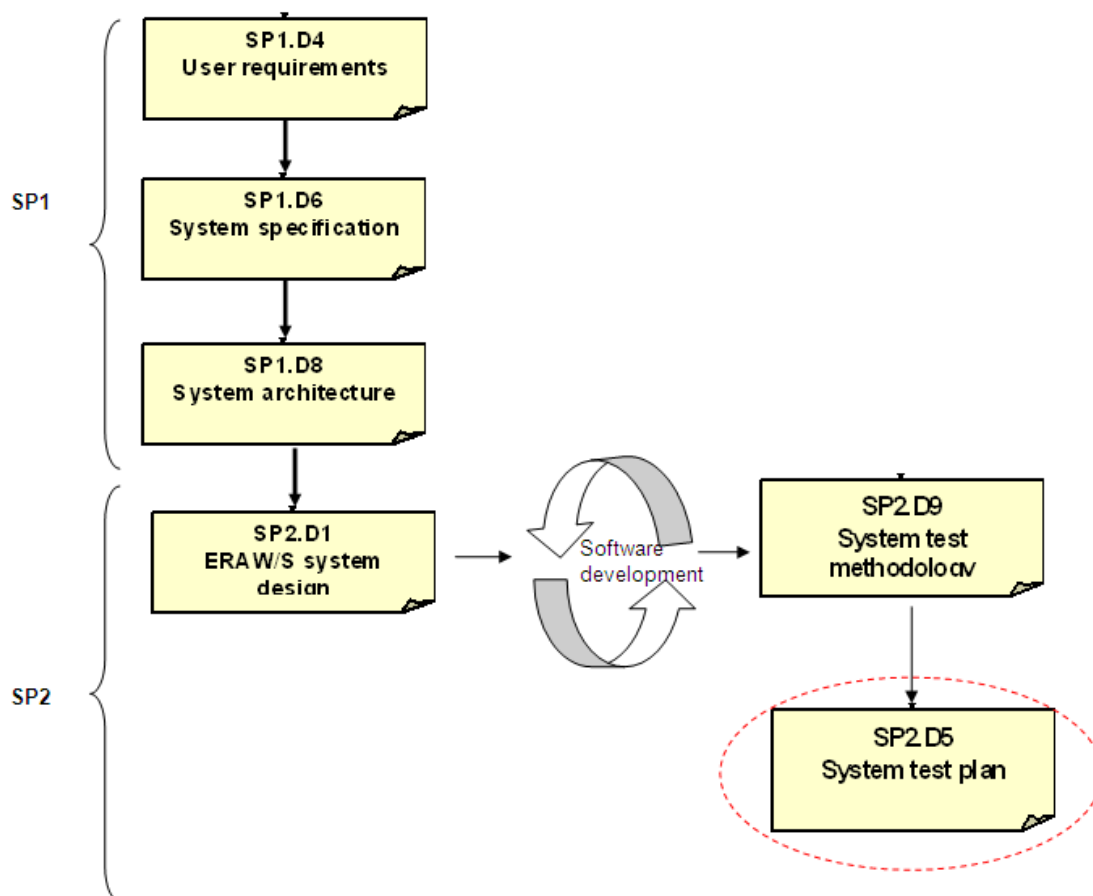 SP1.D4
User requirements
SP1
SP1.D6
System specification
SP1.D8
System architecture
SP2.D1
ERAW/S system
design
Software
development
SP2.D9
System test
methodology
SP2
SP2.D5
System test plan